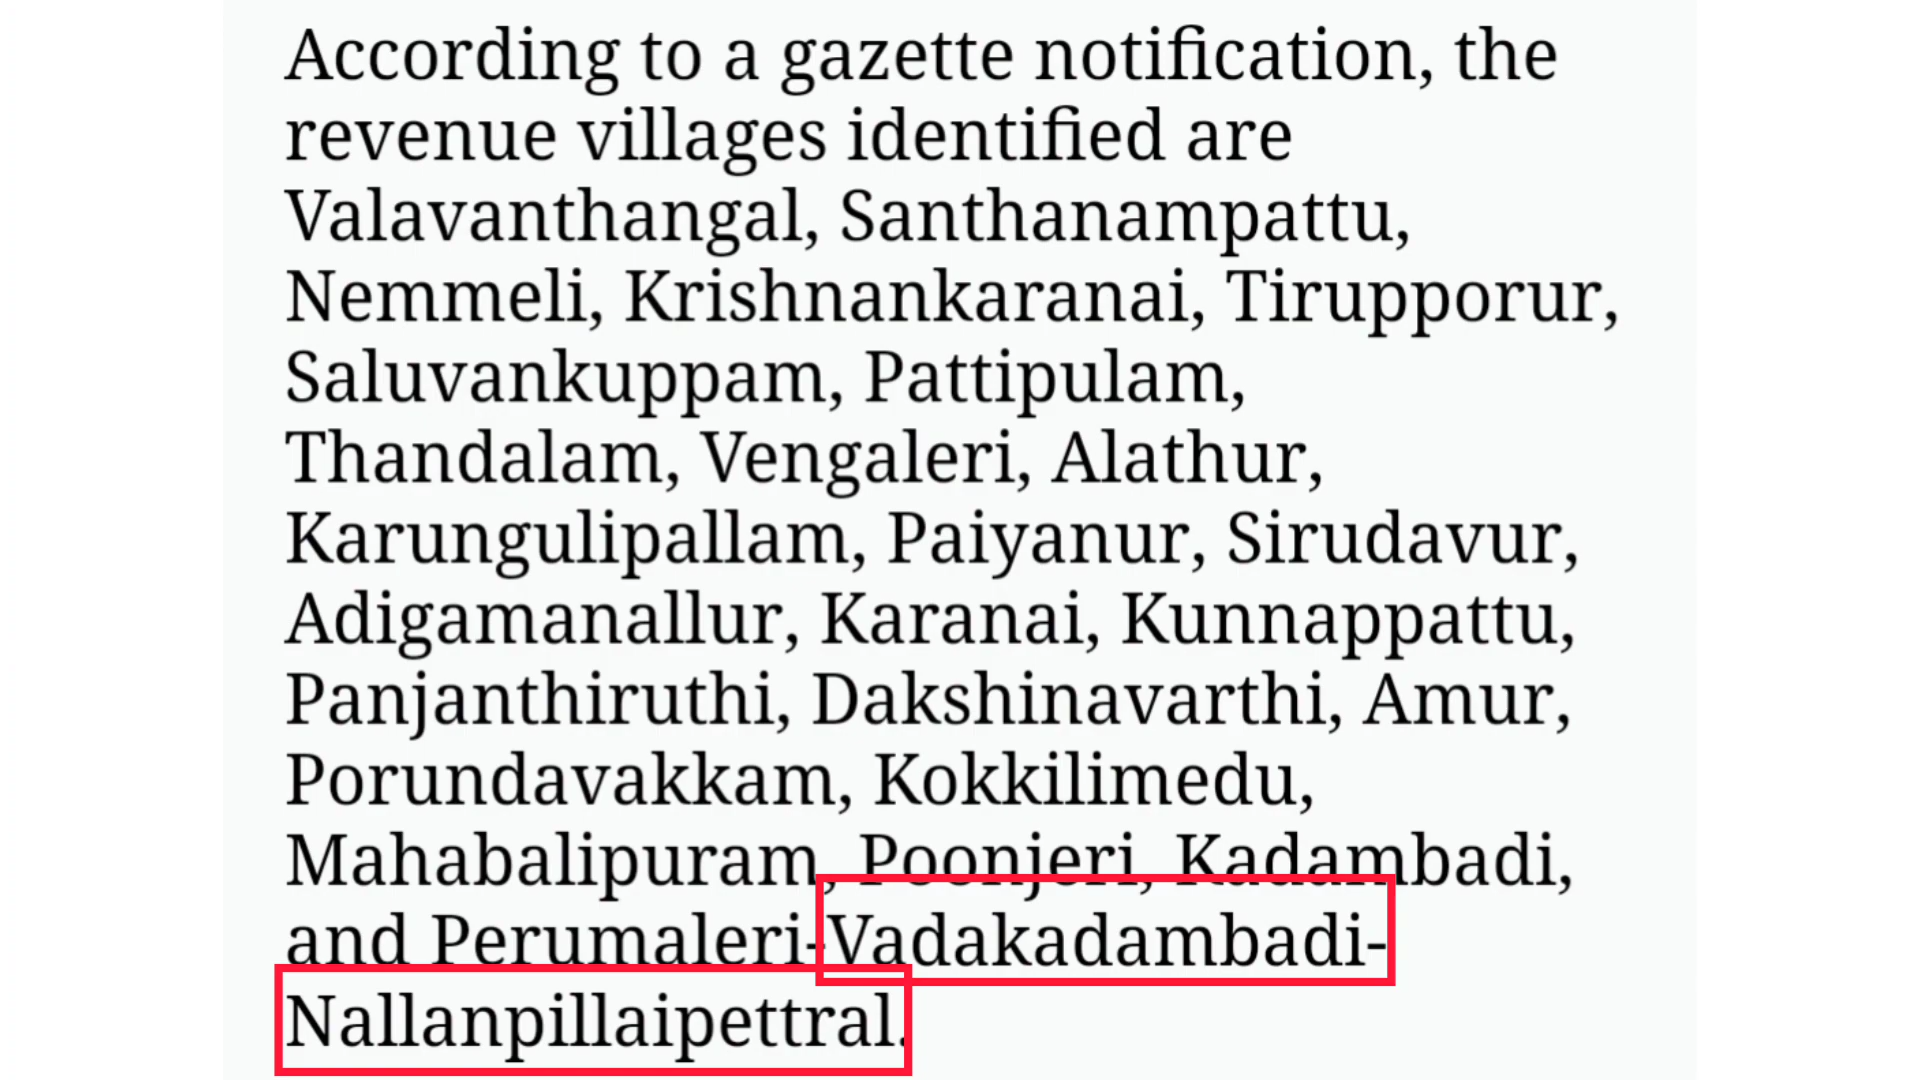 According to a gazette notification, the
revenue villages identified are
Valavanthangal, Santhanampattu,
Nemmeli, Krishnankaranai, Tirupporur,
Saluvankuppam, Pattipulam,
Thandalam, Vengaleri, Alathur,
Karungulipallam, Paiyanur, Sirudavur,
Adigamanallur, Karanai, Kunnappattu,
Panjanthiruthi, Dakshinavarthi, Amur,
Porundavakkam, Kokkilimedu,
Mahabalipuram, Poonjeri, Kadambadi,
and Perumaleri-Vadakadambadi-
Nallanpillaipettral.